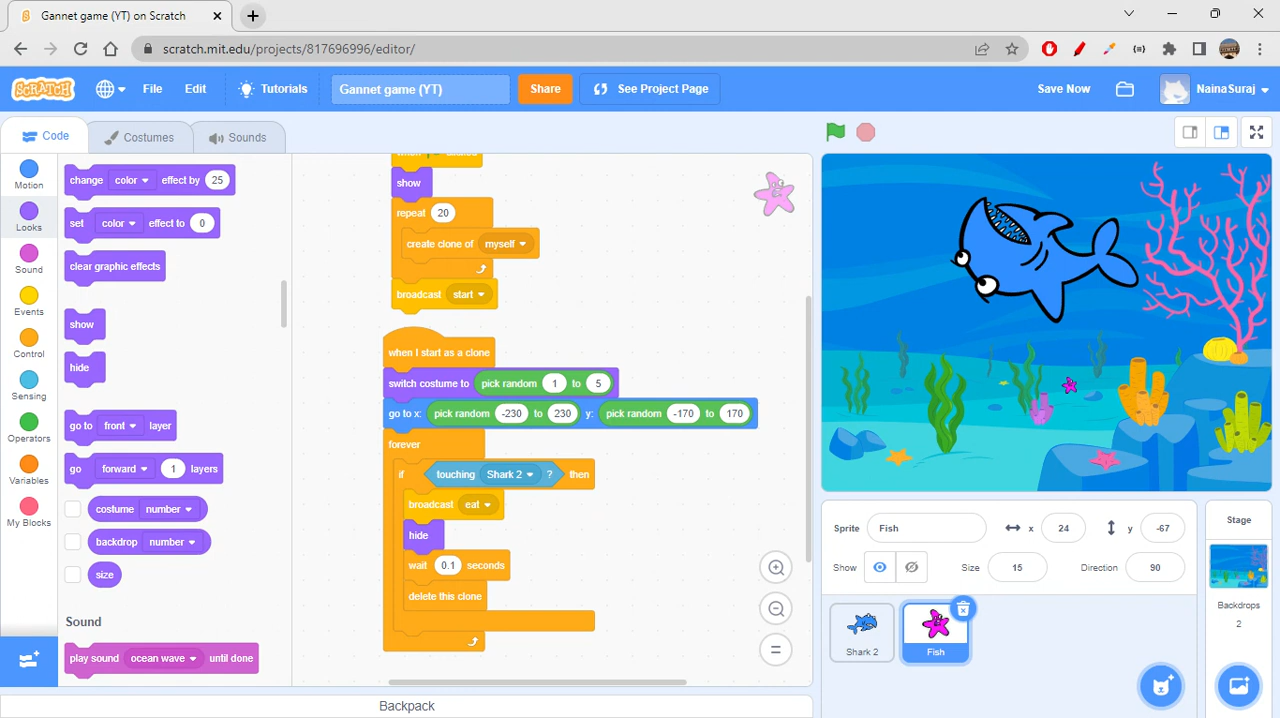 Gannet game (YT) on Scratch
scratch.mit.edu/projects/817696996/editor/
SCRATCH File Edit Tutorials Gannet game (YT) Share See Project Page Save Now NainaSuraj
Code Costumes Sounds
Motion
Looks
Sound
Events
Control
Sensing
Operators
Variables
My Blocks
change color effect by 25
set color effect to 0
clear graphic effects
show
hide
go to front layer
go forward 1 layers
costume number
backdrop number
size
Sound
play sound ocean wave until done
show
repeat 20
create clone of myself
broadcast start
when I start as a clone
switch costume to pick random 1 to 5
go to x: pick random -230 to 230 y: pick random -170 to 170
forever
if touching Shark 2 ? then
broadcast eat
hide
wait 0.1 seconds
delete this clone
Backpack
Sprite Fish x 24 y -67
Show Size 15 Direction 90
Shark 2
Fish
Stage
Backdrops
2